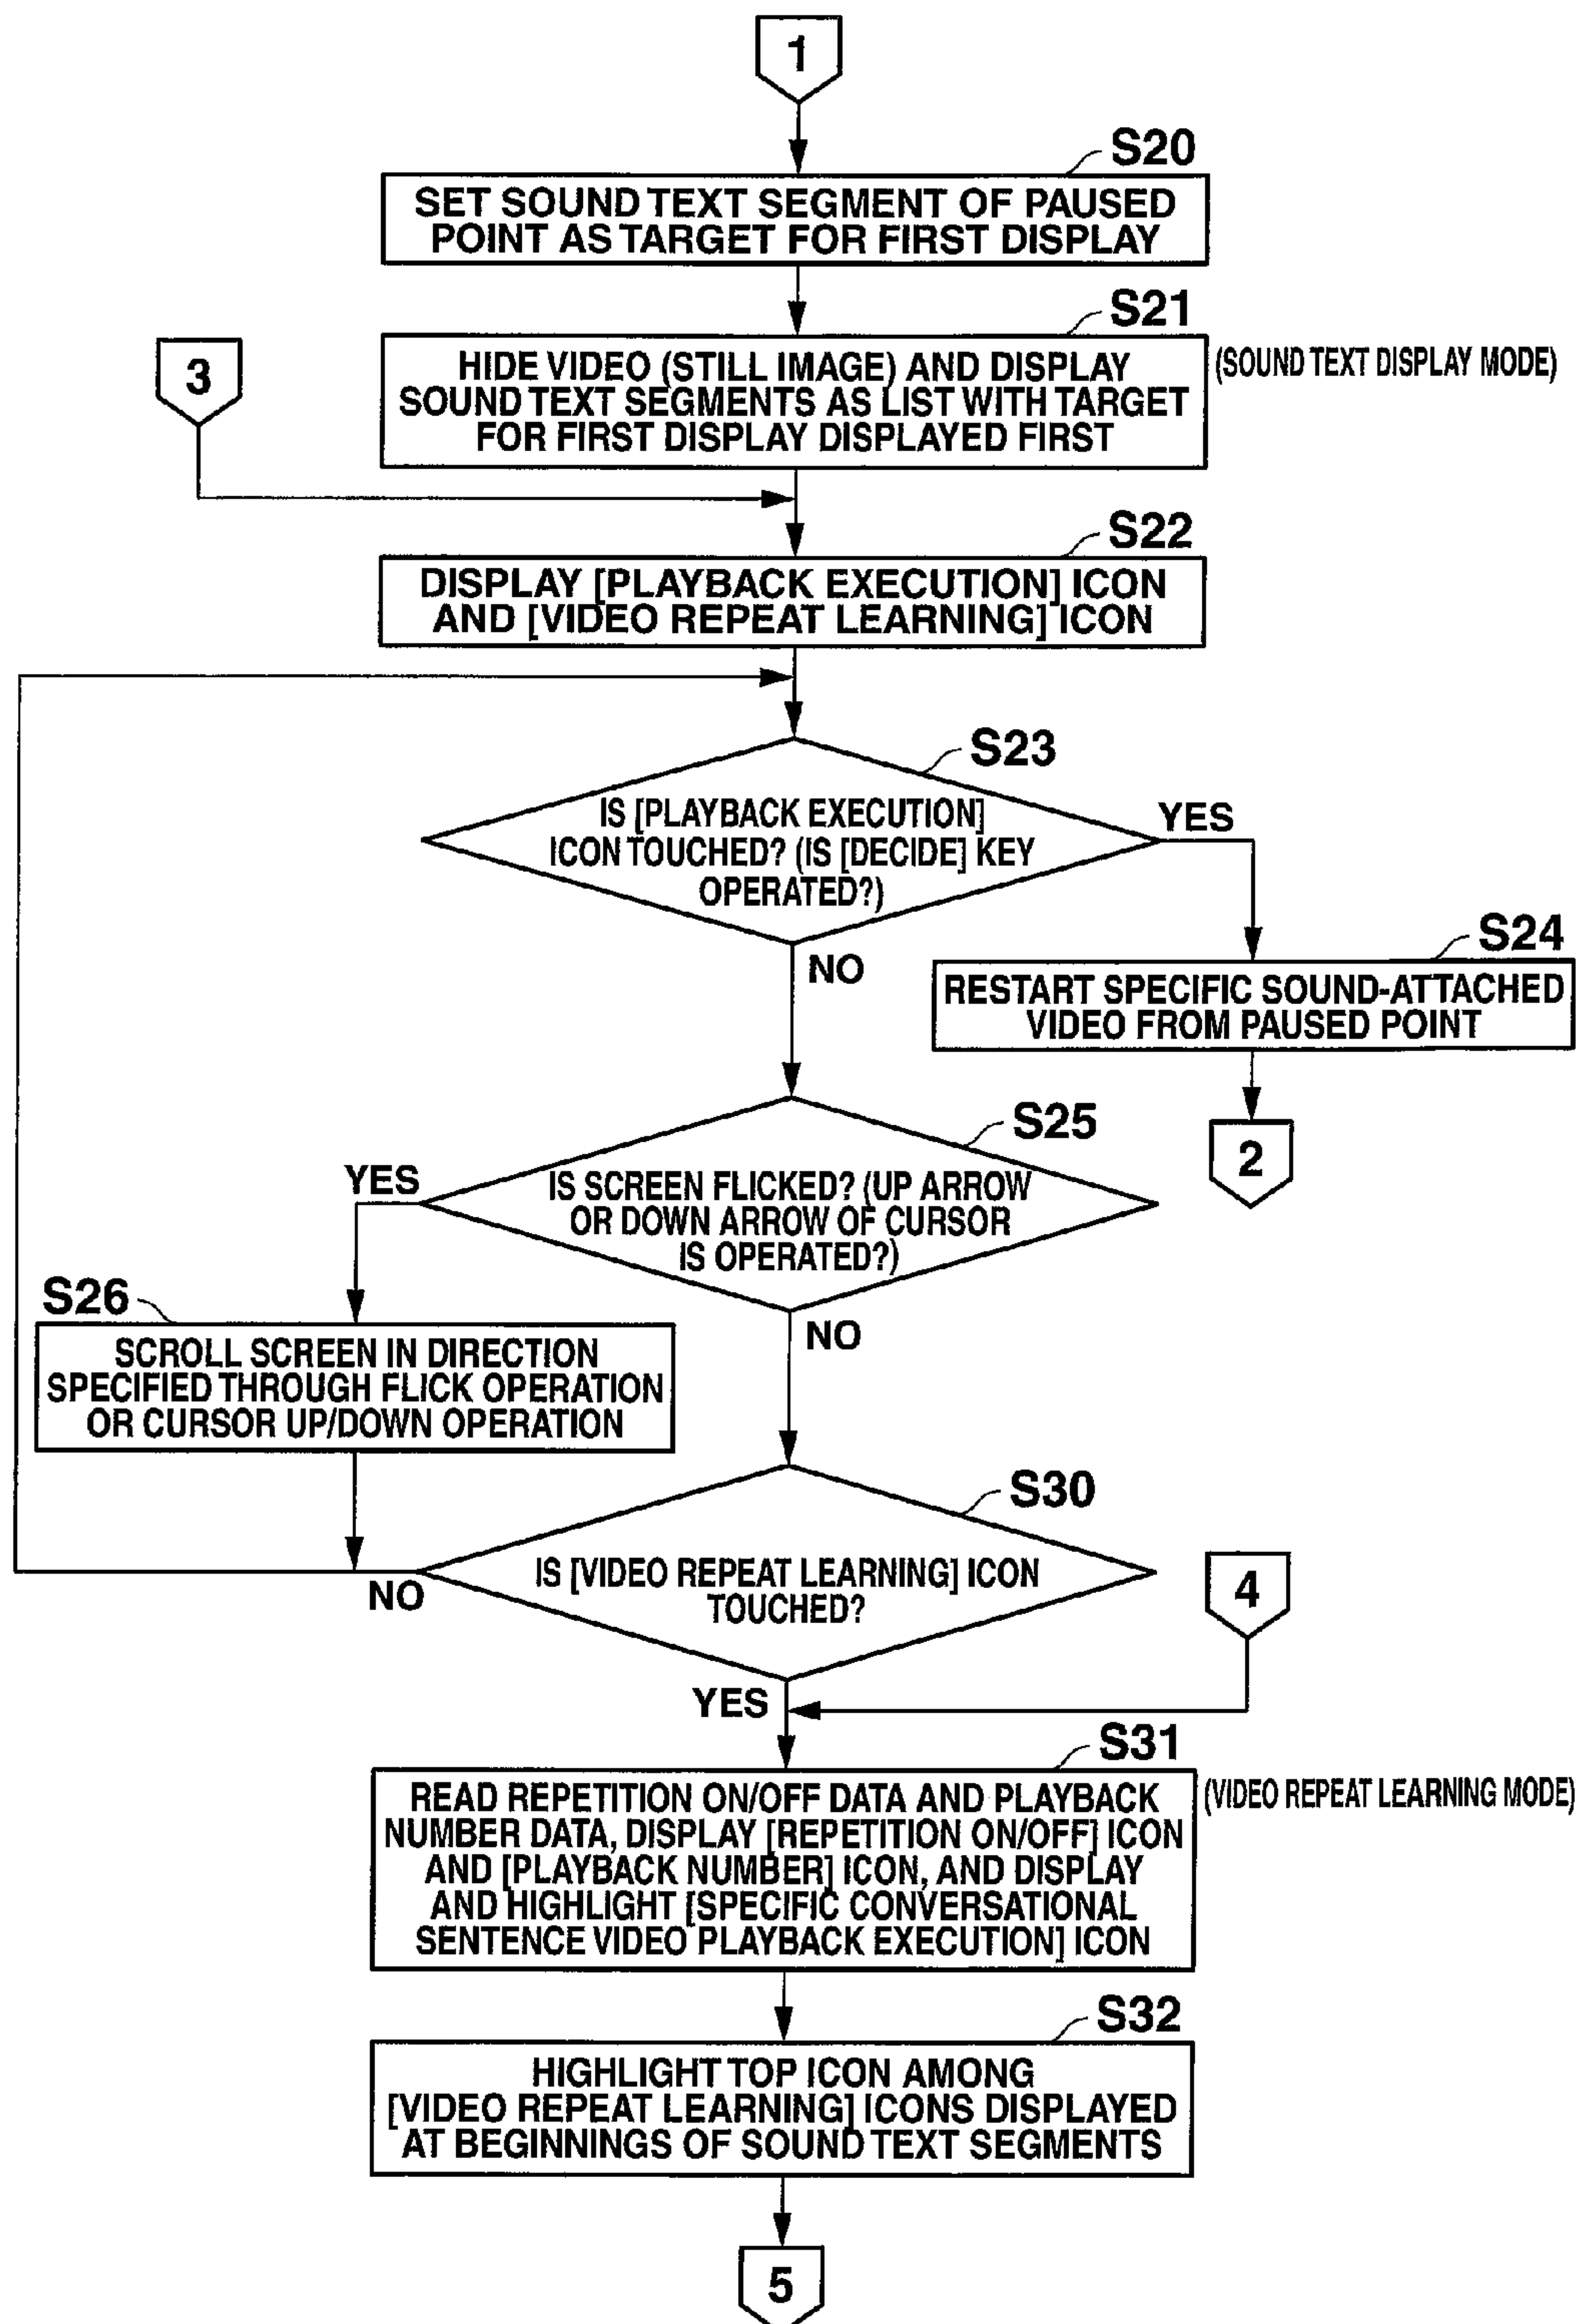 1
S20
SET SOUND TEXT SEGMENT OF PAUSED
POINT AS TARGET FOR FIRST DISPLAY
S21
3
HIDE VIDEO (STILL IMAGE) AND DISPLAY
SOUND TEXT SEGMENTS AS LIST WITH TARGET
FOR FIRST DISPLAY DISPLAYED FIRST
(SOUND TEXT DISPLAY MODE)
S22
DISPLAY [PLAYBACK EXECUTION] ICON
AND [VIDEO REPEAT LEARNING] ICON
S23
IS [PLAYBACK EXECUTION]
ICON TOUCHED? (IS [DECIDE] KEY
OPERATED?)
YES
NO
S24
RESTART SPECIFIC SOUND-ATTACHED
VIDEO FROM PAUSED POINT
2
S25
YES
IS SCREEN FLICKED? (UP ARROW
OR DOWN ARROW OF CURSOR
IS OPERATED?)
NO
S26
SCROLL SCREEN IN DIRECTION
SPECIFIED THROUGH FLICK OPERATION
OR CURSOR UP/DOWN OPERATION
S30
IS [VIDEO REPEAT LEARNING] ICON
TOUCHED?
NO
4
YES
S31
READ REPETITION ON/OFF DATA AND PLAYBACK
NUMBER DATA, DISPLAY [REPETITION ON/OFF] ICON
AND [PLAYBACK NUMBER] ICON, AND DISPLAY
AND HIGHLIGHT [SPECIFIC CONVERSATIONAL
SENTENCE VIDEO PLAYBACK EXECUTION] ICON
(VIDEO REPEAT LEARNING MODE)
S32
HIGHLIGHT TOP ICON AMONG
[VIDEO REPEAT LEARNING] ICONS DISPLAYED
AT BEGINNINGS OF SOUND TEXT SEGMENTS
5